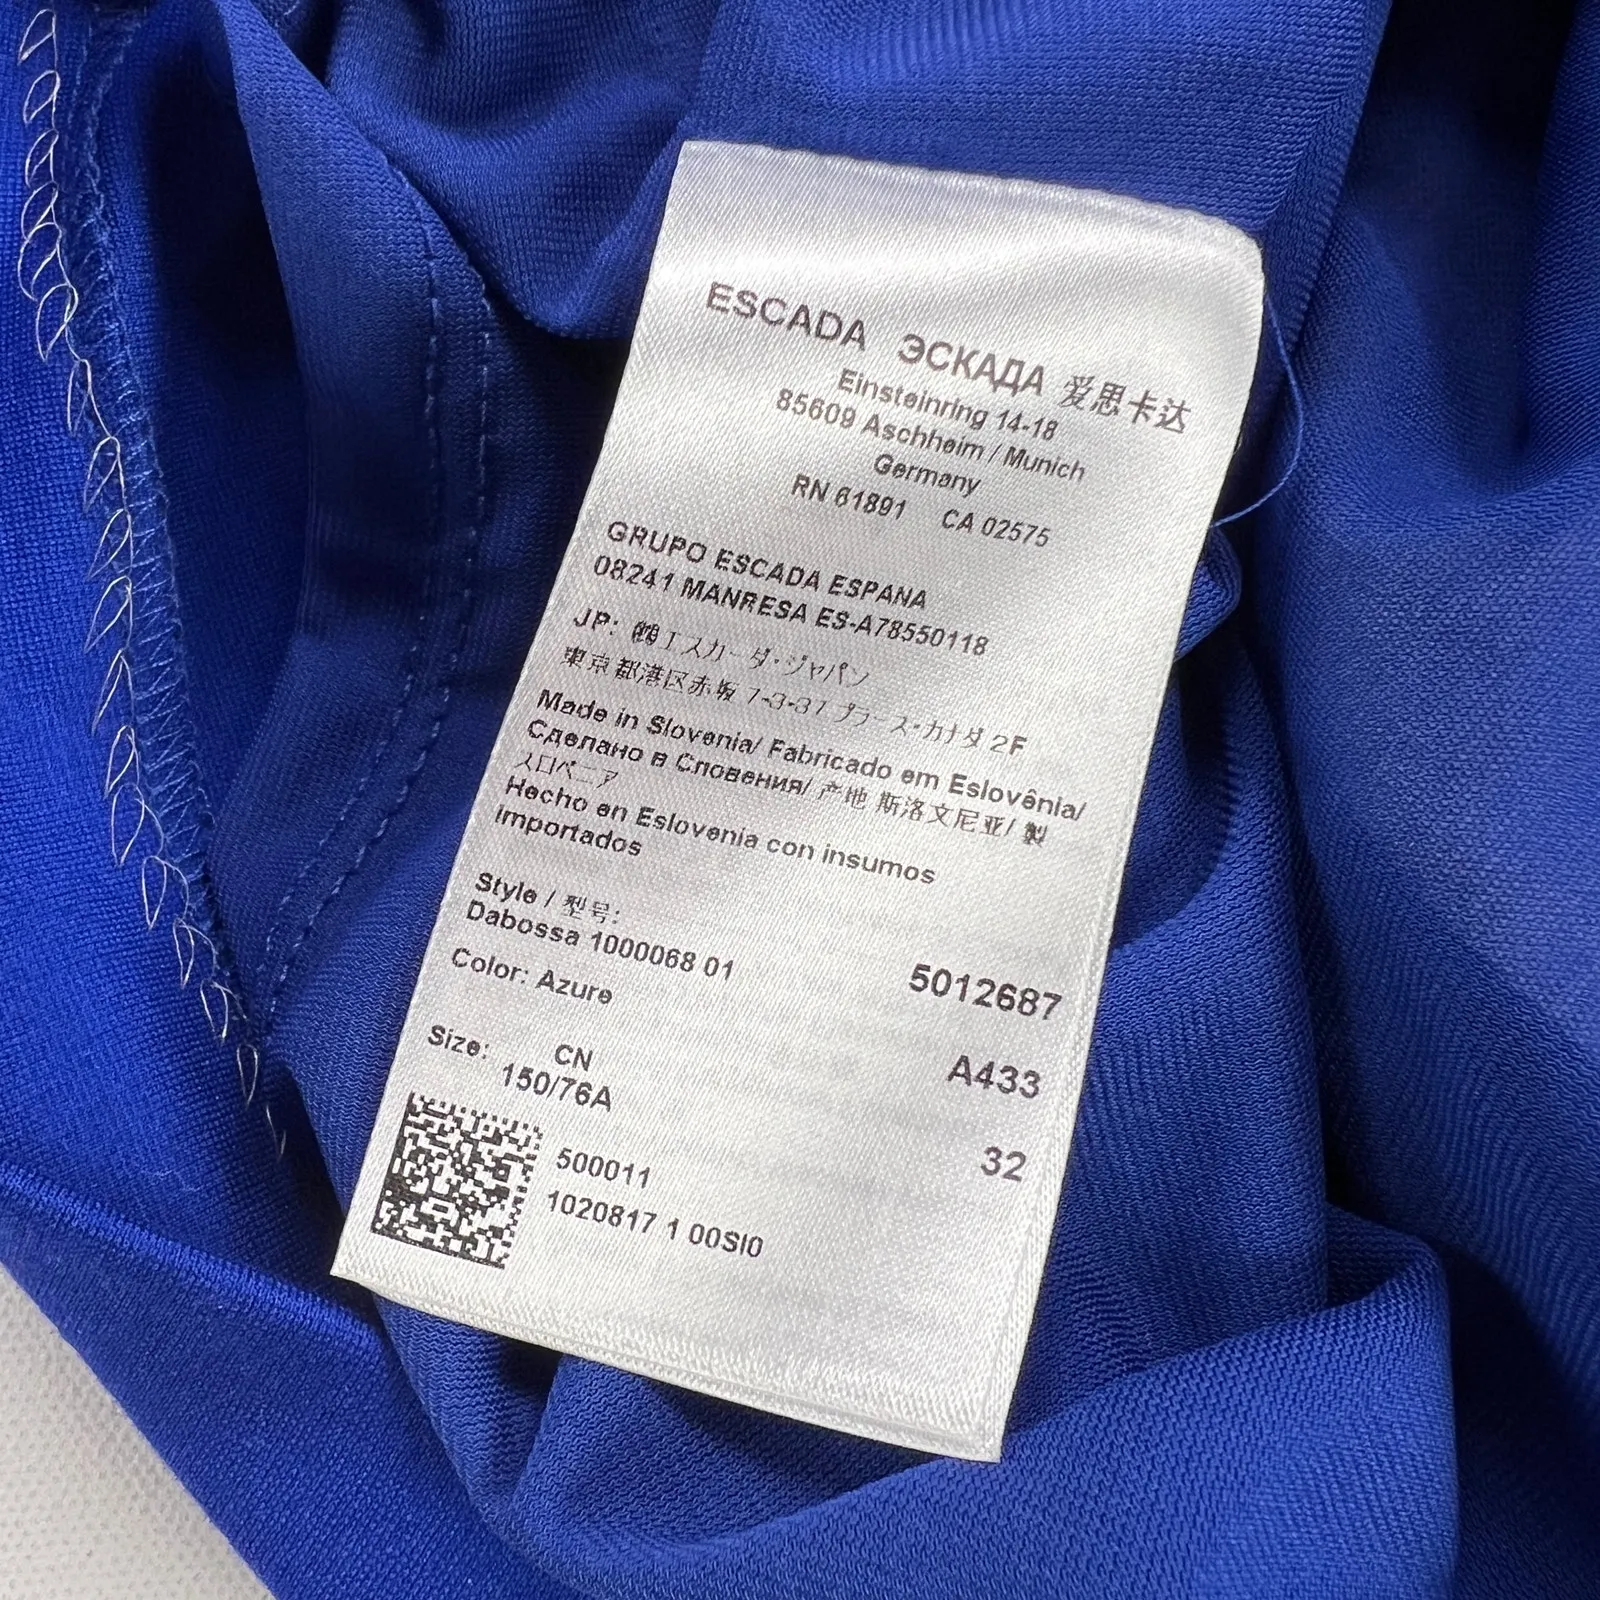 ESCADA ЭСКАДА 爱思卡达
Einsteinring 14-18
85609 Aschheim / Munich
Germany
RN 61891 CA 02575
GRUPO ESCADA ESPANA
08241 MANRESA ES-A78550118
JP: ㈱エスカーダ・ジャパン
東京都港区赤坂 7-3-37 プラース・カナダ 2F
Made in Slovenia/ Fabricado em Eslovênia/
Сделано в Словения/ 产地 斯洛文尼亚/ 製
スロベニア
Hecho en Eslovenia con insumos
importados
Style / 型号:
Dabossa 1000068 01 5012687
Color: Azure A433
Size: CN
150/76A 32
500011
1020817 1 00SI0